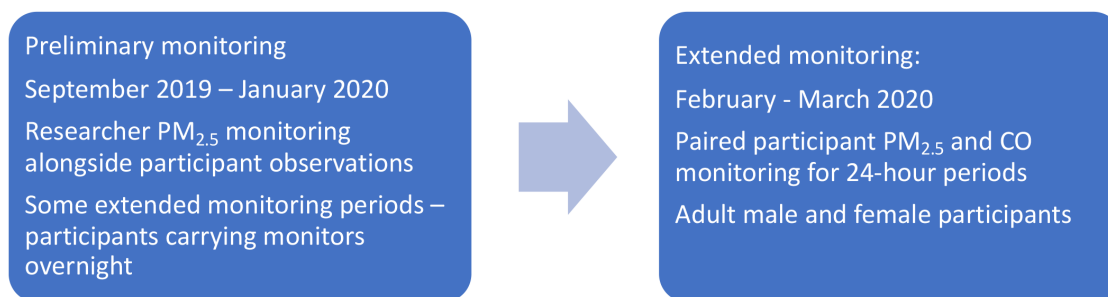 Preliminary monitoring
September 2019 – January 2020
Researcher PM2.5 monitoring
alongside participant observations
Some extended monitoring periods –
participants carrying monitors
overnight
Extended monitoring:
February - March 2020
Paired participant PM2.5 and CO
monitoring for 24-hour periods
Adult male and female participants